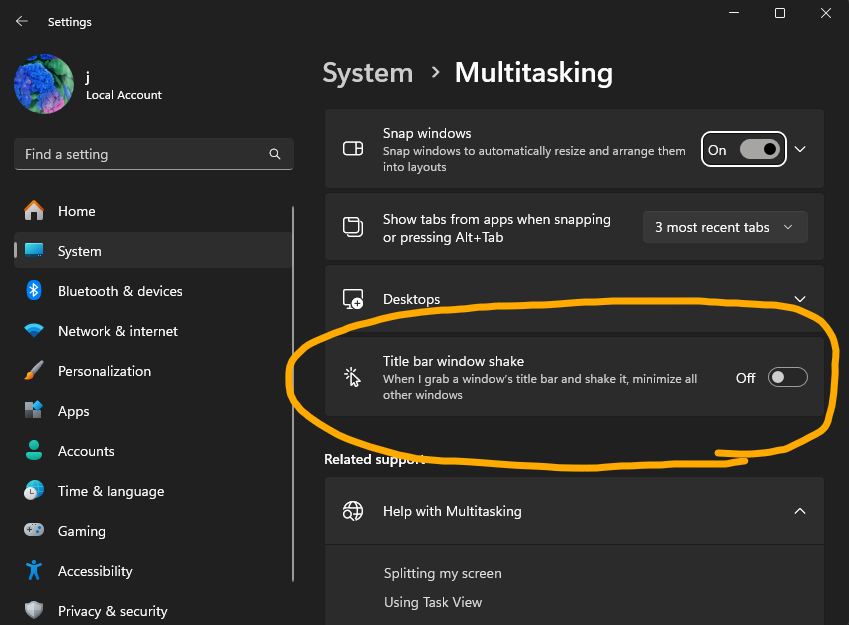 Settings
j
Local Account
Find a setting
Home
System
Bluetooth & devices
Network & internet
Personalization
Apps
Accounts
Time & language
Gaming
Accessibility
Privacy & security
System > Multitasking
Snap windows
Snap windows to automatically resize and arrange them
into layouts
On
Show tabs from apps when snapping
or pressing Alt+Tab
3 most recent tabs
Desktops
Title bar window shake
When I grab a window's title bar and shake it, minimize all
other windows
Off
Related support
Help with Multitasking
Splitting my screen
Using Task View